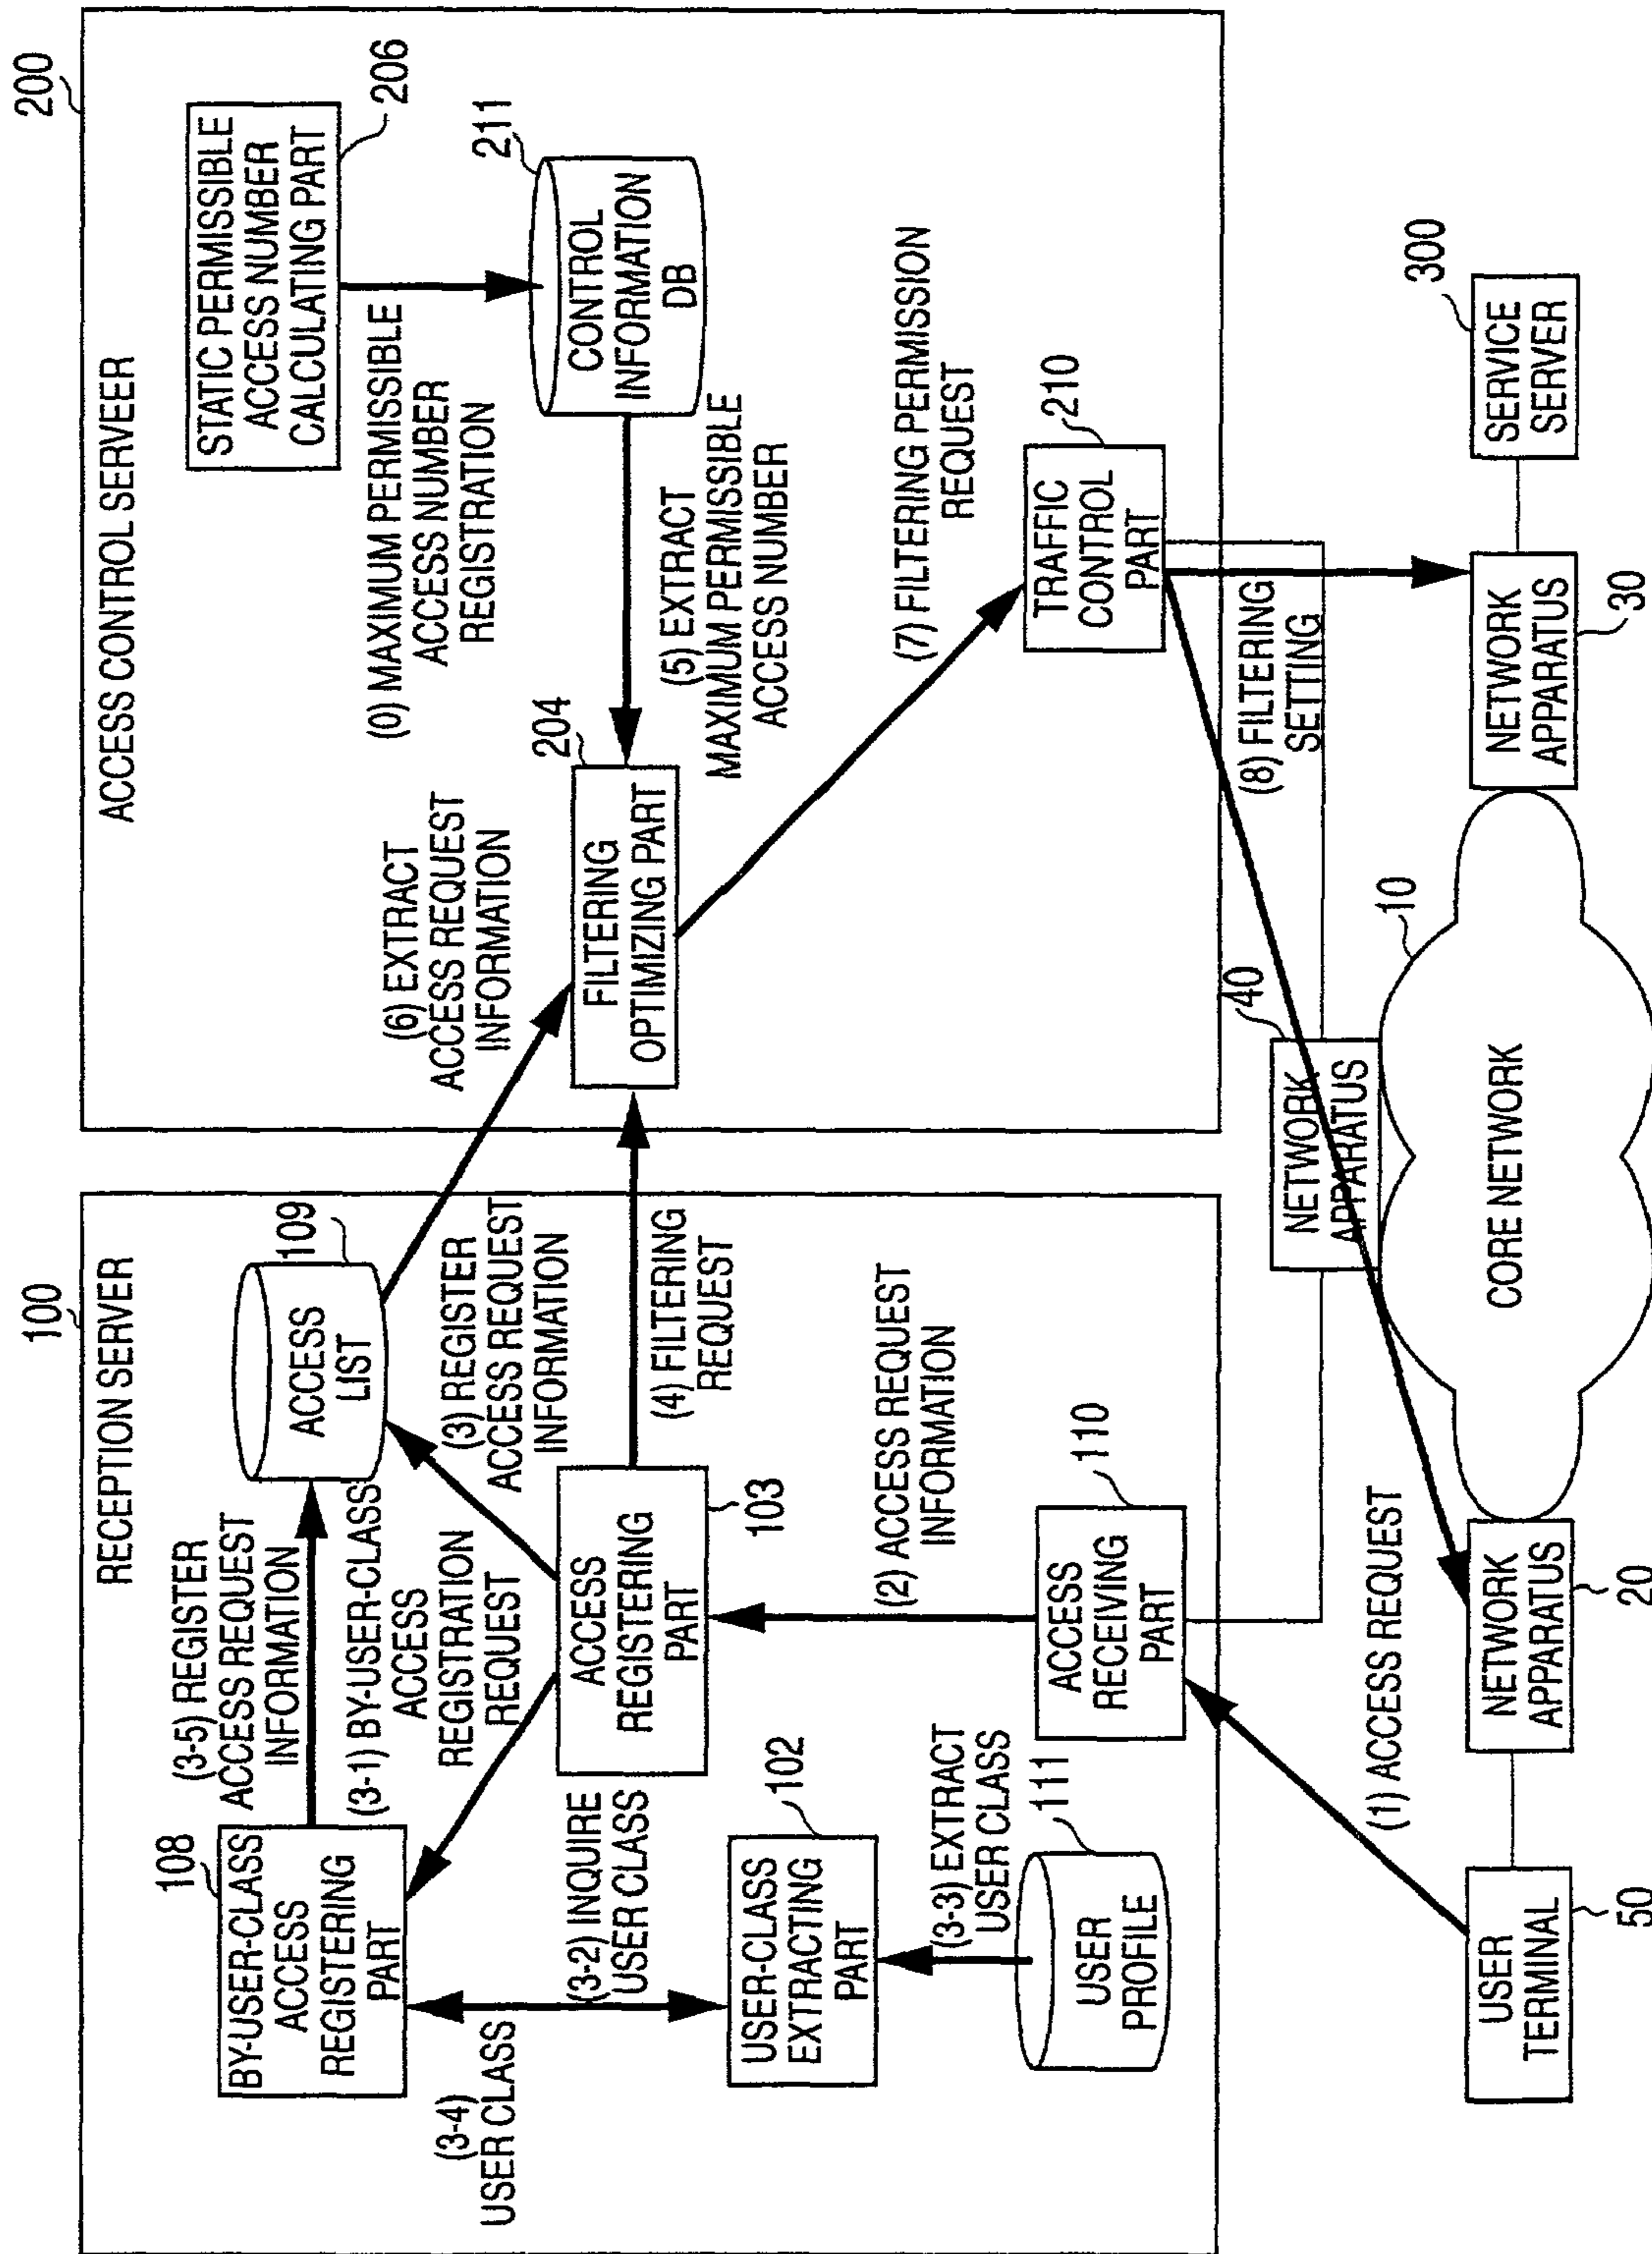 100
RECEPTION SERVER
108
BY-USER-CLASS
ACCESS
REGISTERING
PART
(3-5) REGISTER
ACCESS REQUEST
INFORMATION
109
ACCESS
LIST
(3-1) BY-USER-CLASS
ACCESS
REGISTRATION
REQUEST
(3) REGISTER
ACCESS REQUEST
INFORMATION
(3-4)
USER CLASS
(3-2) INQUIRE
USER CLASS
ACCESS
REGISTERING
PART
103
(4) FILTERING
REQUEST
102
USER-CLASS
EXTRACTING
PART
(3-3) EXTRACT
USER CLASS
111
USER
PROFILE
(2) ACCESS REQUEST
INFORMATION
110
ACCESS
RECEIVING
PART
200
ACCESS CONTROL SERVEER
STATIC PERMISSIBLE
ACCESS NUMBER
CALCULATING PART
206
(0) MAXIMUM PERMISSIBLE
ACCESS NUMBER
REGISTRATION
211
CONTROL
INFORMATION
DB
(6) EXTRACT
ACCESS REQUEST
INFORMATION
204
FILTERING
OPTIMIZING PART
(5) EXTRACT
MAXIMUM PERMISSIBLE
ACCESS NUMBER
(7) FILTERING PERMISSION
REQUEST
210
TRAFFIC
CONTROL
PART
(8) FILTERING
SETTING
(1) ACCESS REQUEST
USER
TERMINAL
50
NETWORK
APPARATUS
20
40
NETWORK
APPARATUS
10
CORE NETWORK
NETWORK
APPARATUS
30
300
SERVICE
SERVER